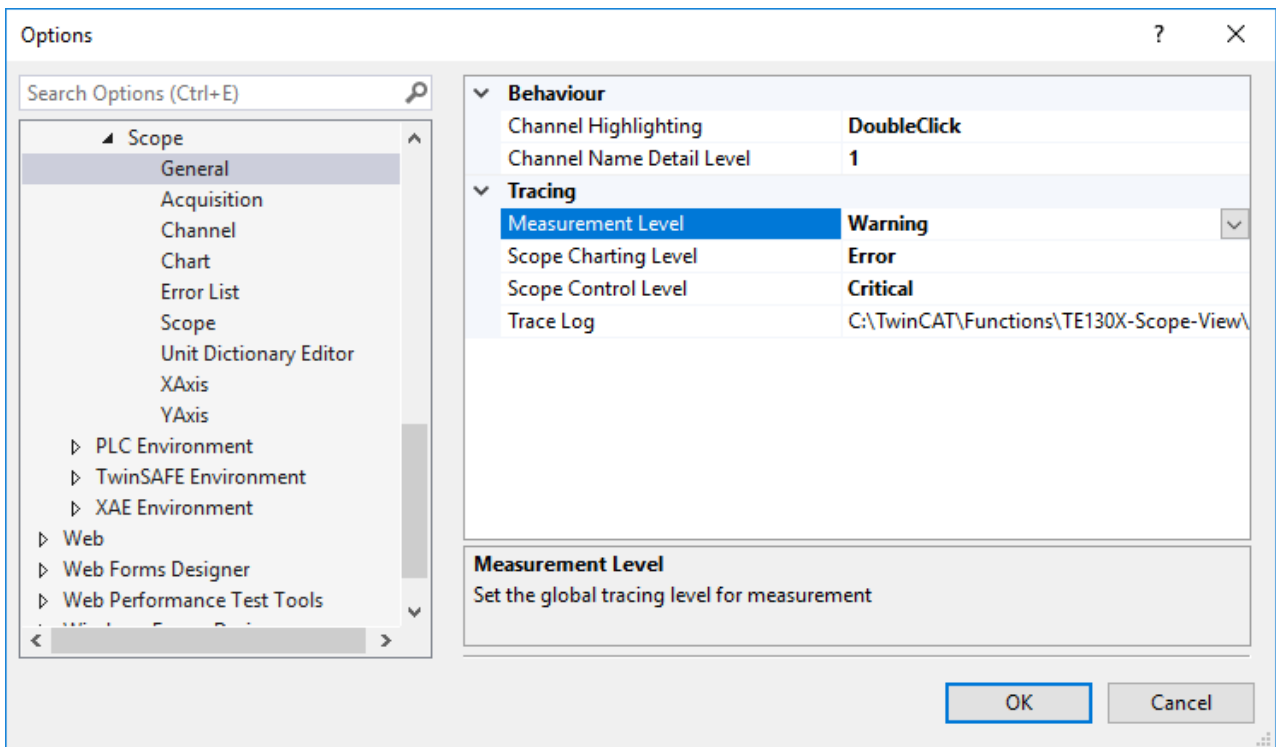 Options
?
Search Options (Ctrl+E)
Scope
General
Acquisition
Channel
Chart
Error List
Scope
Unit Dictionary Editor
XAxis
YAxis
PLC Environment
TwinSAFE Environment
XAE Environment
Web
Web Forms Designer
Web Performance Test Tools
Behaviour
Channel Highlighting DoubleClick
Channel Name Detail Level 1
Tracing
Measurement Level Warning
Scope Charting Level Error
Scope Control Level Critical
Trace Log C:\TwinCAT\Functions\TE130X-Scope-View\
Measurement Level
Set the global tracing level for measurement
OK Cancel